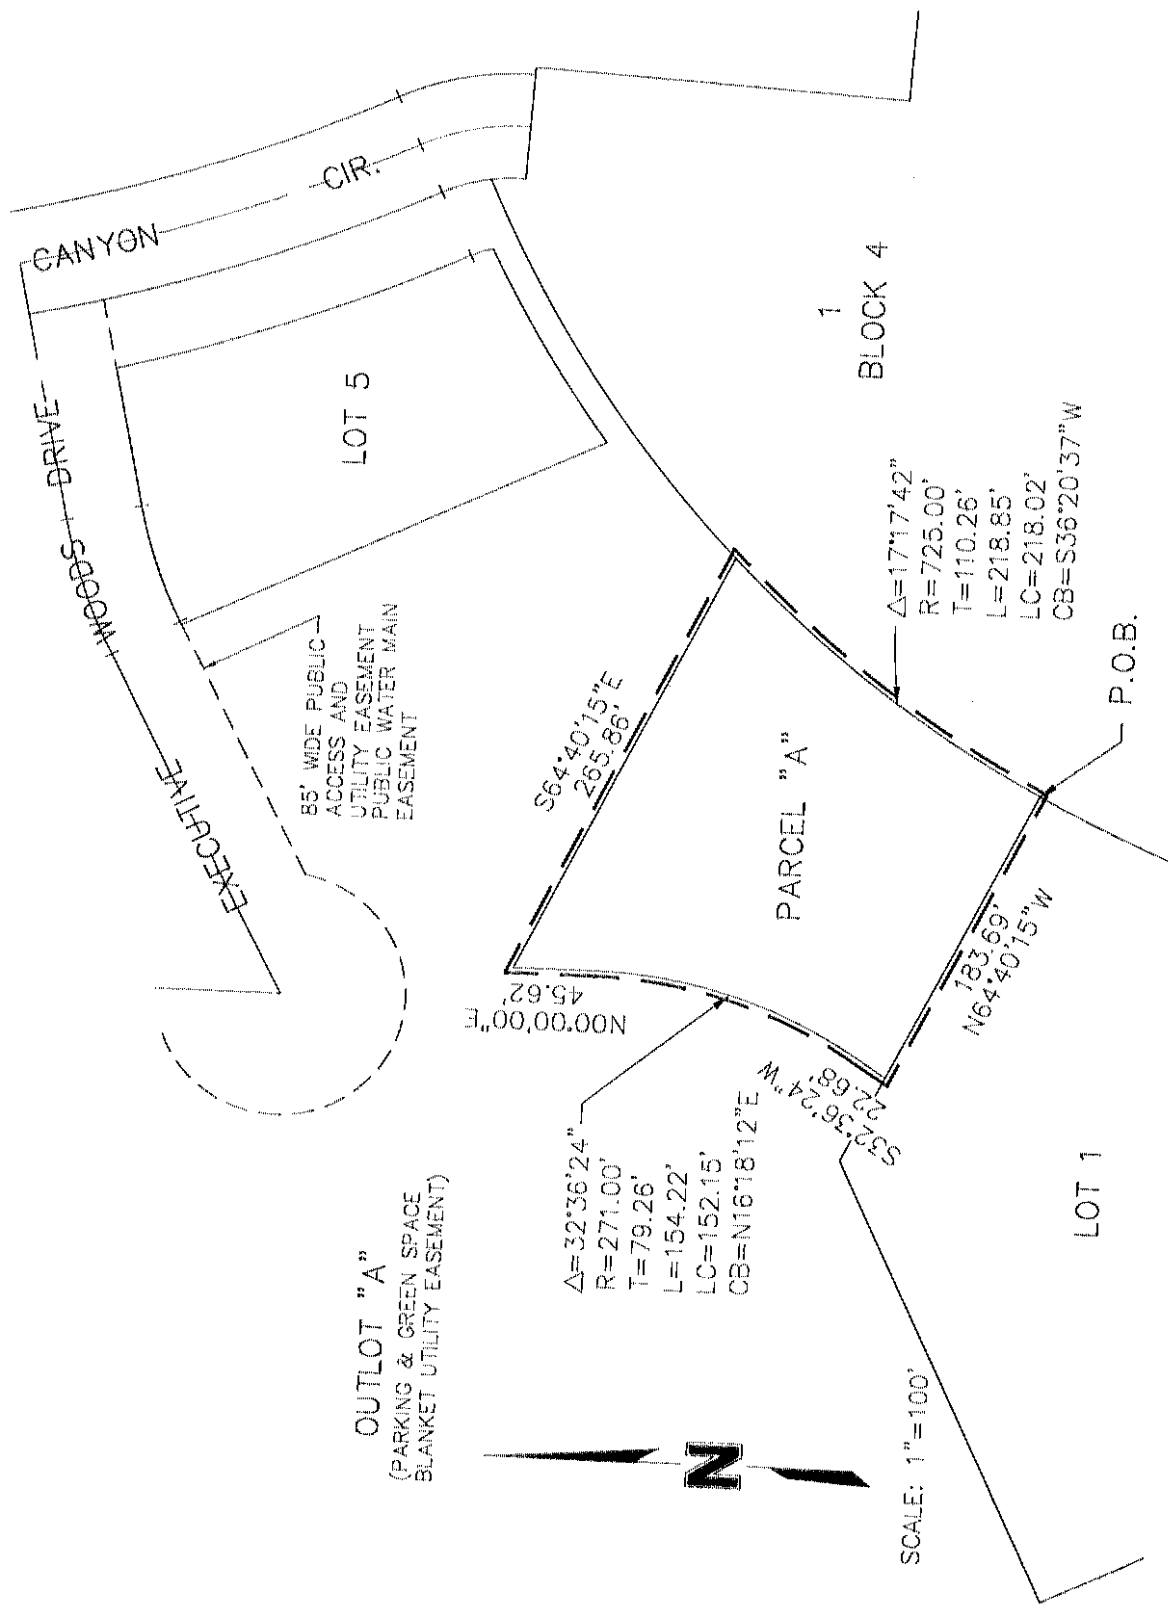 EXECUTIVE WOODS DRIVE
CANYON CIR.
LOT 5
85' WIDE PUBLIC
ACCESS AND
UTILITY EASEMENT
PUBLIC WATER MAIN
EASEMENT
1
BLOCK 4
OUTLOT "A"
(PARKING & GREEN SPACE
BLANKET UTILITY EASEMENT)
N00°00'00"E
45.62'
S64°40'15"E
265.86'
PARCEL "A"
Δ=32°36'24"
R=271.00'
T=79.26'
L=154.22'
LC=152.15'
CB=N16°18'12"E
S32°36'24"W
22.68'
183.69'
N64°40'15"W
Δ=17°17'42"
R=725.00'
T=110.26'
L=218.85'
LC=218.02'
CB=S36°20'37"W
P.O.B.
LOT 1
N
SCALE: 1"=100'